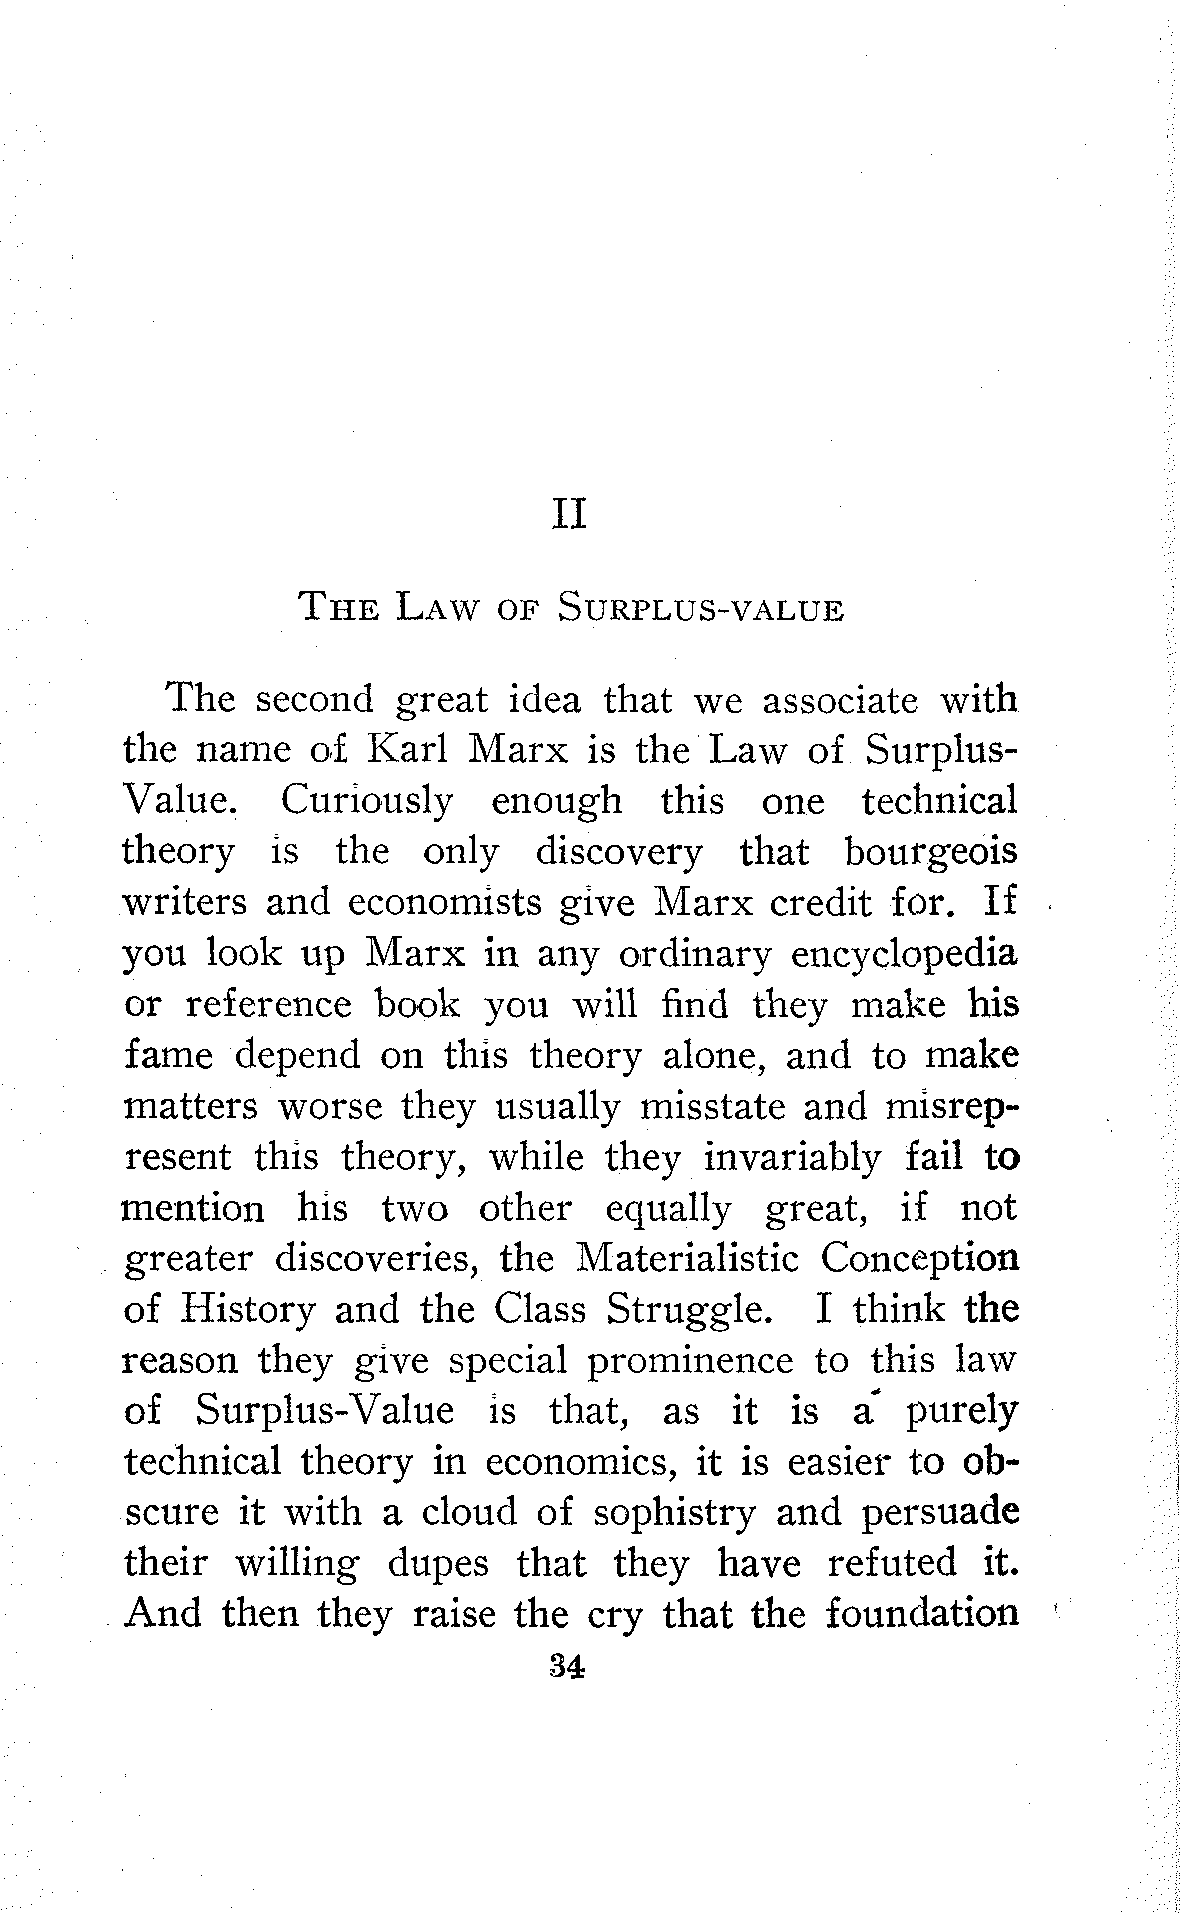 II
The Law of Surplus-value
The second great idea that we associate with
the name of Karl Marx is the Law of Surplus-
Value. Curiously enough this one technical
theory is the only discovery that bourgeois
writers and economists give Marx credit for. If
you look up Marx in any ordinary encyclopedia
or reference book you will find they make his
fame depend on this theory alone, and to make
matters worse they usually misstate and misrep-
resent this theory, while they invariably fail to
mention his two other equally great, if not
greater discoveries, the Materialistic Conception
of History and the Class Struggle. I think the
reason they give special prominence to this law
of Surplus-Value is that, as it is a purely
technical theory in economics, it is easier to ob-
scure it with a cloud of sophistry and persuade
their willing dupes that they have refuted it.
And then they raise the cry that the foundation
34